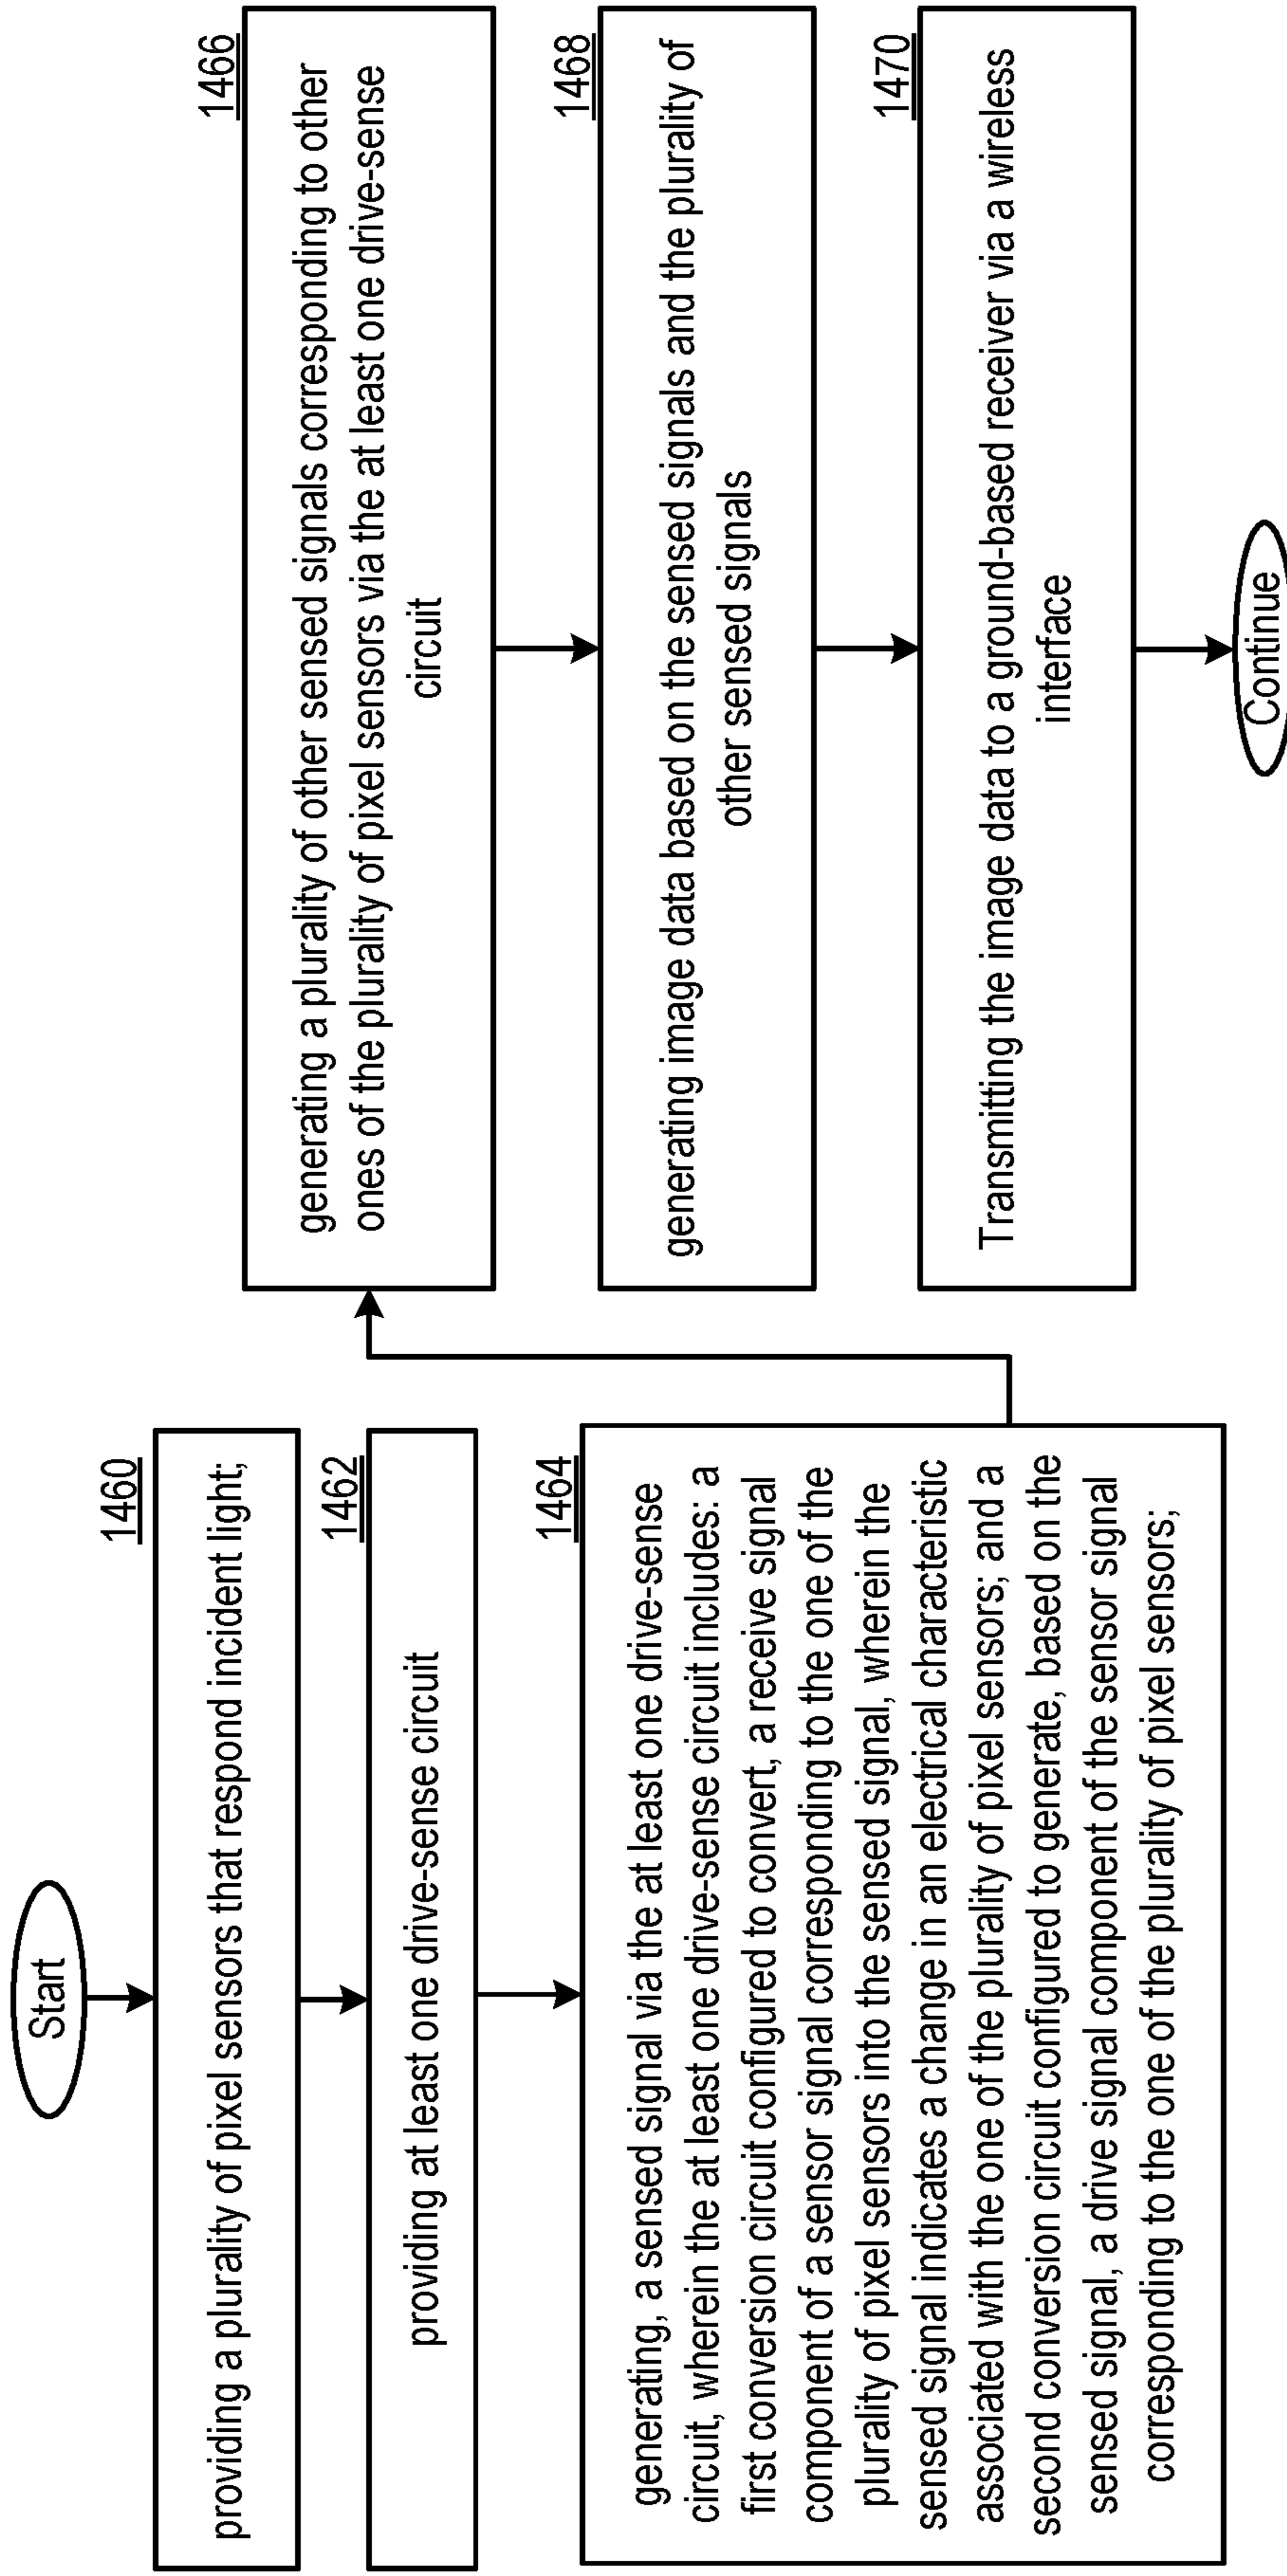 Start
1460
providing a plurality of pixel sensors that respond incident light;
1462
providing at least one drive-sense circuit
1464
generating, a sensed signal via the at least one drive-sense
circuit, wherein the at least one drive-sense circuit includes: a
first conversion circuit configured to convert, a receive signal
component of a sensor signal corresponding to the one of the
plurality of pixel sensors into the sensed signal, wherein the
sensed signal indicates a change in an electrical characteristic
associated with the one of the plurality of pixel sensors; and a
second conversion circuit configured to generate, based on the
sensed signal, a drive signal component of the sensor signal
corresponding to the one of the plurality of pixel sensors;
1466
generating a plurality of other sensed signals corresponding to other
ones of the plurality of pixel sensors via the at least one drive-sense
circuit
1468
generating image data based on the sensed signals and the plurality of
other sensed signals
1470
Transmitting the image data to a ground-based receiver via a wireless
interface
Continue